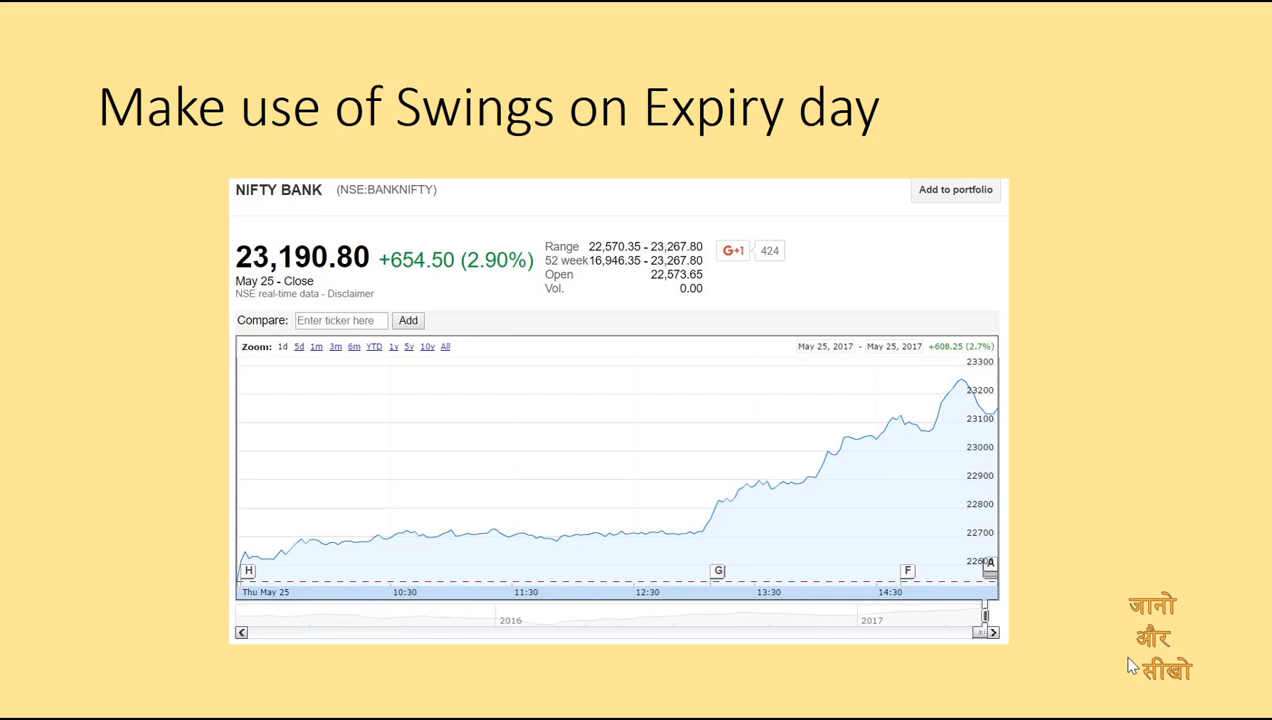 Make use of Swings on Expiry day
NIFTY BANK (NSE:BANKNIFTY)
Add to portfolio
23,190.80 +654.50 (2.90%)
May 25 - Close
NSE real-time data - Disclaimer
Range 22,570.35 - 23,267.80
52 week 16,946.35 - 23,267.80
Open 22,573.65
Vol. 0.00
G+1 424
Compare: Enter ticker here Add
Zoom: 1d 5d 1m 3m 6m YTD 1y 5y 10y All
May 25, 2017 - May 25, 2017 +608.25 (2.7%)
23300
23200
23100
23000
22900
22800
22700
H G F A
Thu May 25 10:30 11:30 12:30 13:30 14:30
2016 2017
जानो
और
सीखो